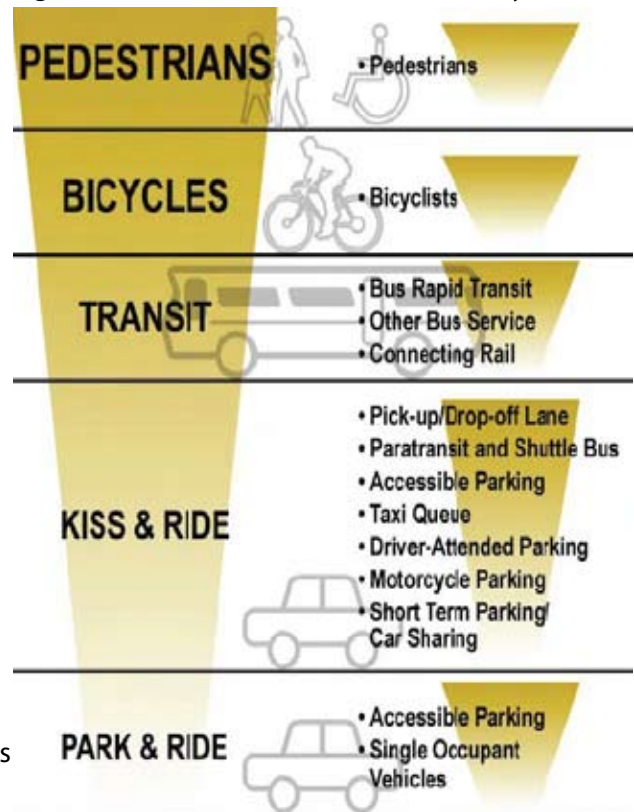 PEDESTRIANS
• Pedestrians
BICYCLES
• Bicyclists
TRANSIT
• Bus Rapid Transit
• Other Bus Service
• Connecting Rail
KISS & RIDE
• Pick-up/Drop-off Lane
• Paratransit and Shuttle Bus
• Accessible Parking
• Taxi Queue
• Driver-Attended Parking
• Motorcycle Parking
• Short Term Parking/
Car Sharing
s
PARK & RIDE
• Accessible Parking
• Single Occupant
Vehicles